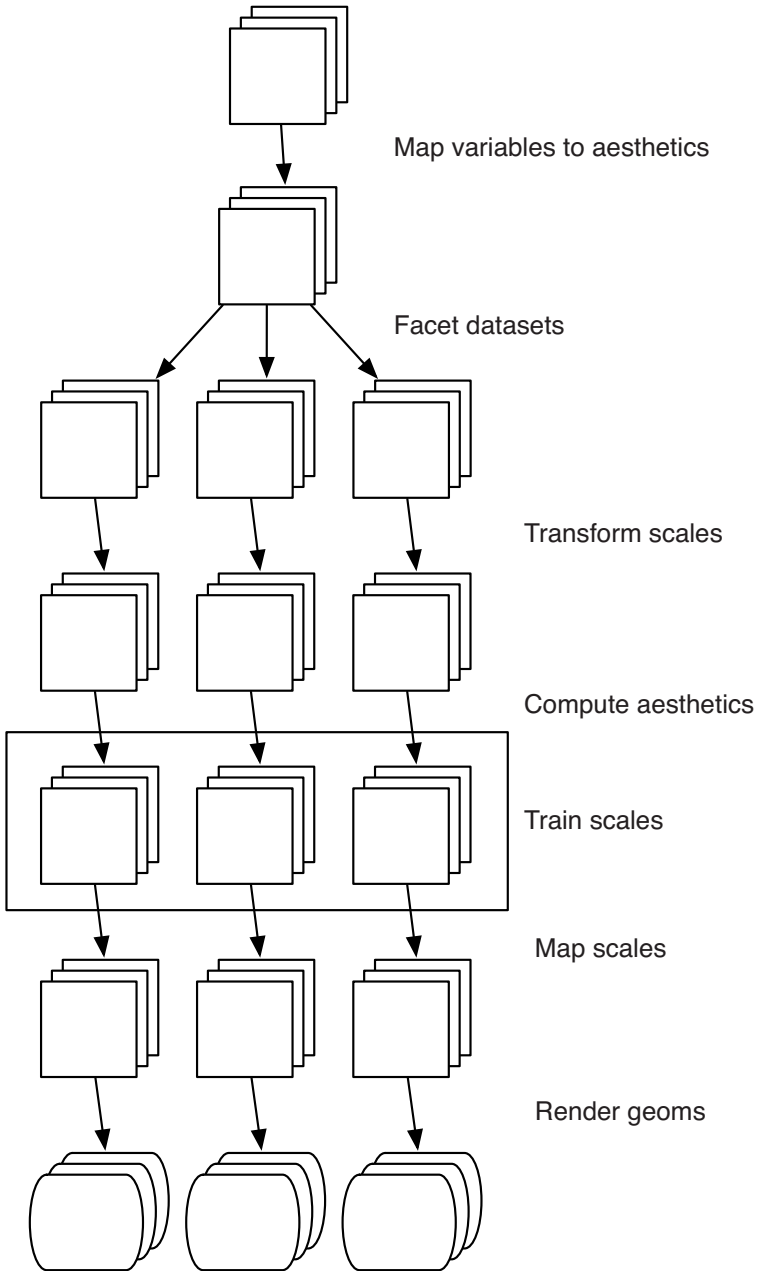 Map variables to aesthetics
Facet datasets
Transform scales
Compute aesthetics
Train scales
Map scales
Render geoms